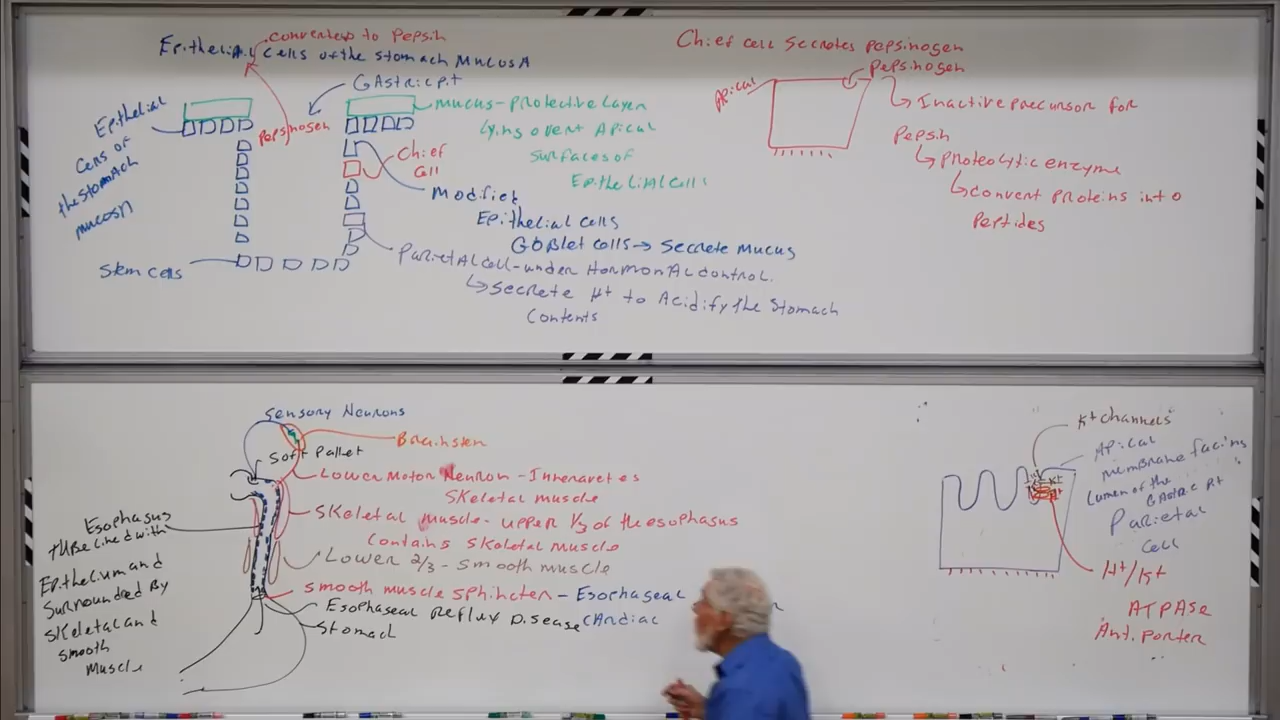 converted to Pepsin
Epithelial cells of the stomach Mucosa
Gastric pit
Epithelial
cells of
the stomach
mucosa
Pepsinogen
Mucus - Protective Layer
lying over Apical
surfaces of
Epithelial cells
Chief
cell
Modified
Epithelial cells
Goblet cells → Secrete Mucus
Stem cells
Parietal cell - under Hormonal control.
↳ Secrete H+ to Acidify the Stomach
Contents
Chief cell secretes pepsinogen
pepsinogen
Apical
↳ Inactive precursor for
Pepsin
↳ Proteolytic enzyme
↳ Convert Proteins into
Peptides
Sensory Neurons
Brainstem
Soft Pallet
Lower Motor Neuron - Innervates
Skeletal muscle
Skeletal muscle - upper 1/3 of the esophagus
contains skeletal muscle
Lower 2/3 - smooth muscle
Smooth muscle sphincter - Esophageal
Cardiac
Esophageal Reflux Disease
Stomach
Esophagus
tube lined with
Epithelium and
Surrounded By
Skeletal and
smooth
Muscle
K+ channels
Apical
membrane facing
Lumen of the
Gastric pit
Parietal
Cell
K+
H+/K+
ATPAse
Antiporter